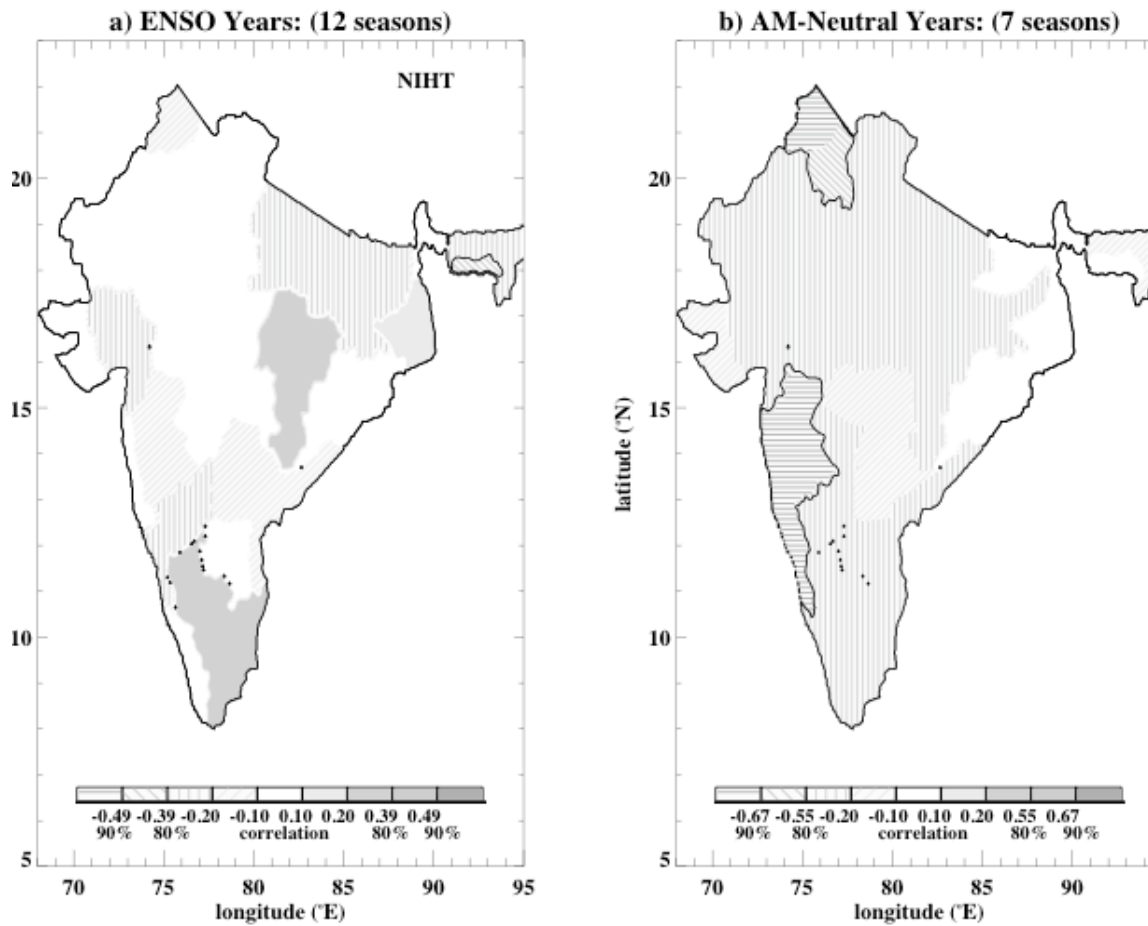 a) ENSO Years: (12 seasons)
NIHT
20
15
10
5
-0.49 -0.39 -0.20 -0.10 0.10 0.20 0.39 0.49
90% 80% correlation 80% 90%
70 75 80 85 90 95
longitude (°E)
b) AM-Neutral Years: (7 seasons)
latitude (°N)
20
15
10
5
-0.67 -0.55 -0.20 -0.10 0.10 0.20 0.55 0.67
90% 80% correlation 80% 90%
70 75 80 85 90
longitude (°E)